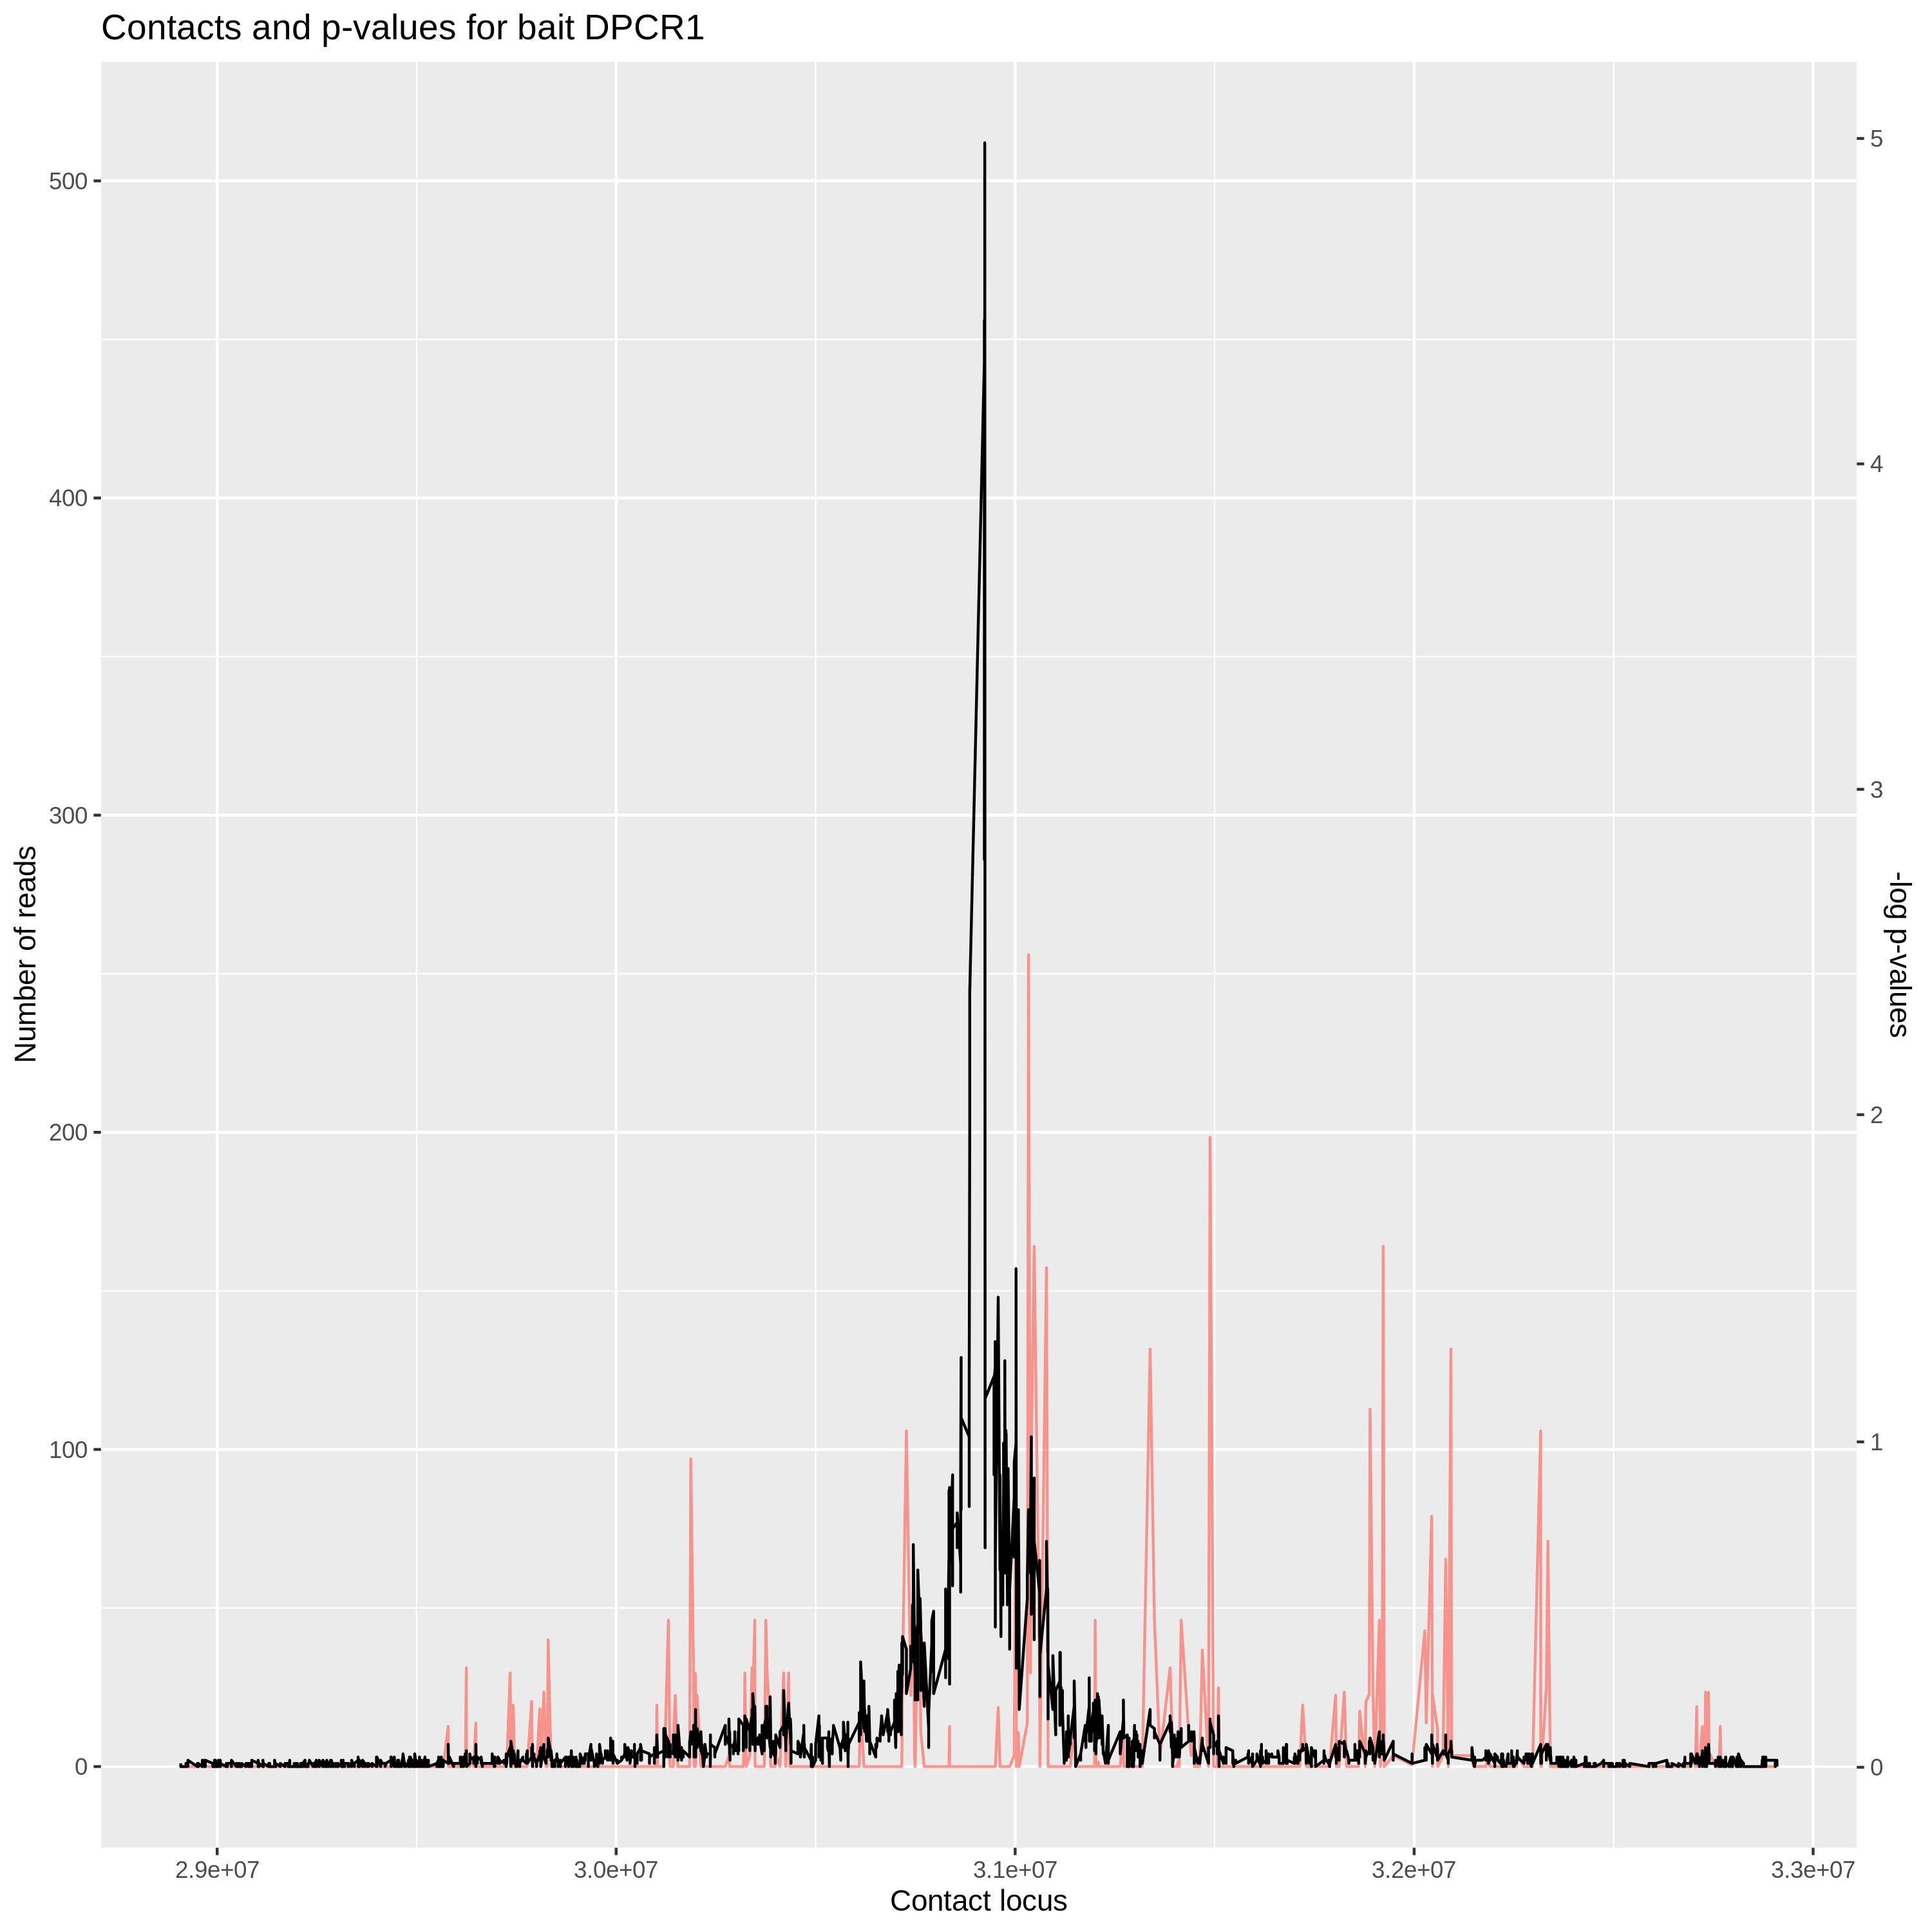 Contacts and p-values for bait DPCR1
500
400
300
200
100
0
Number of reads
5
4
3
2
1
0
-log p-values
2.9e+07 3.0e+07 3.1e+07 3.2e+07 3.3e+07
Contact locus